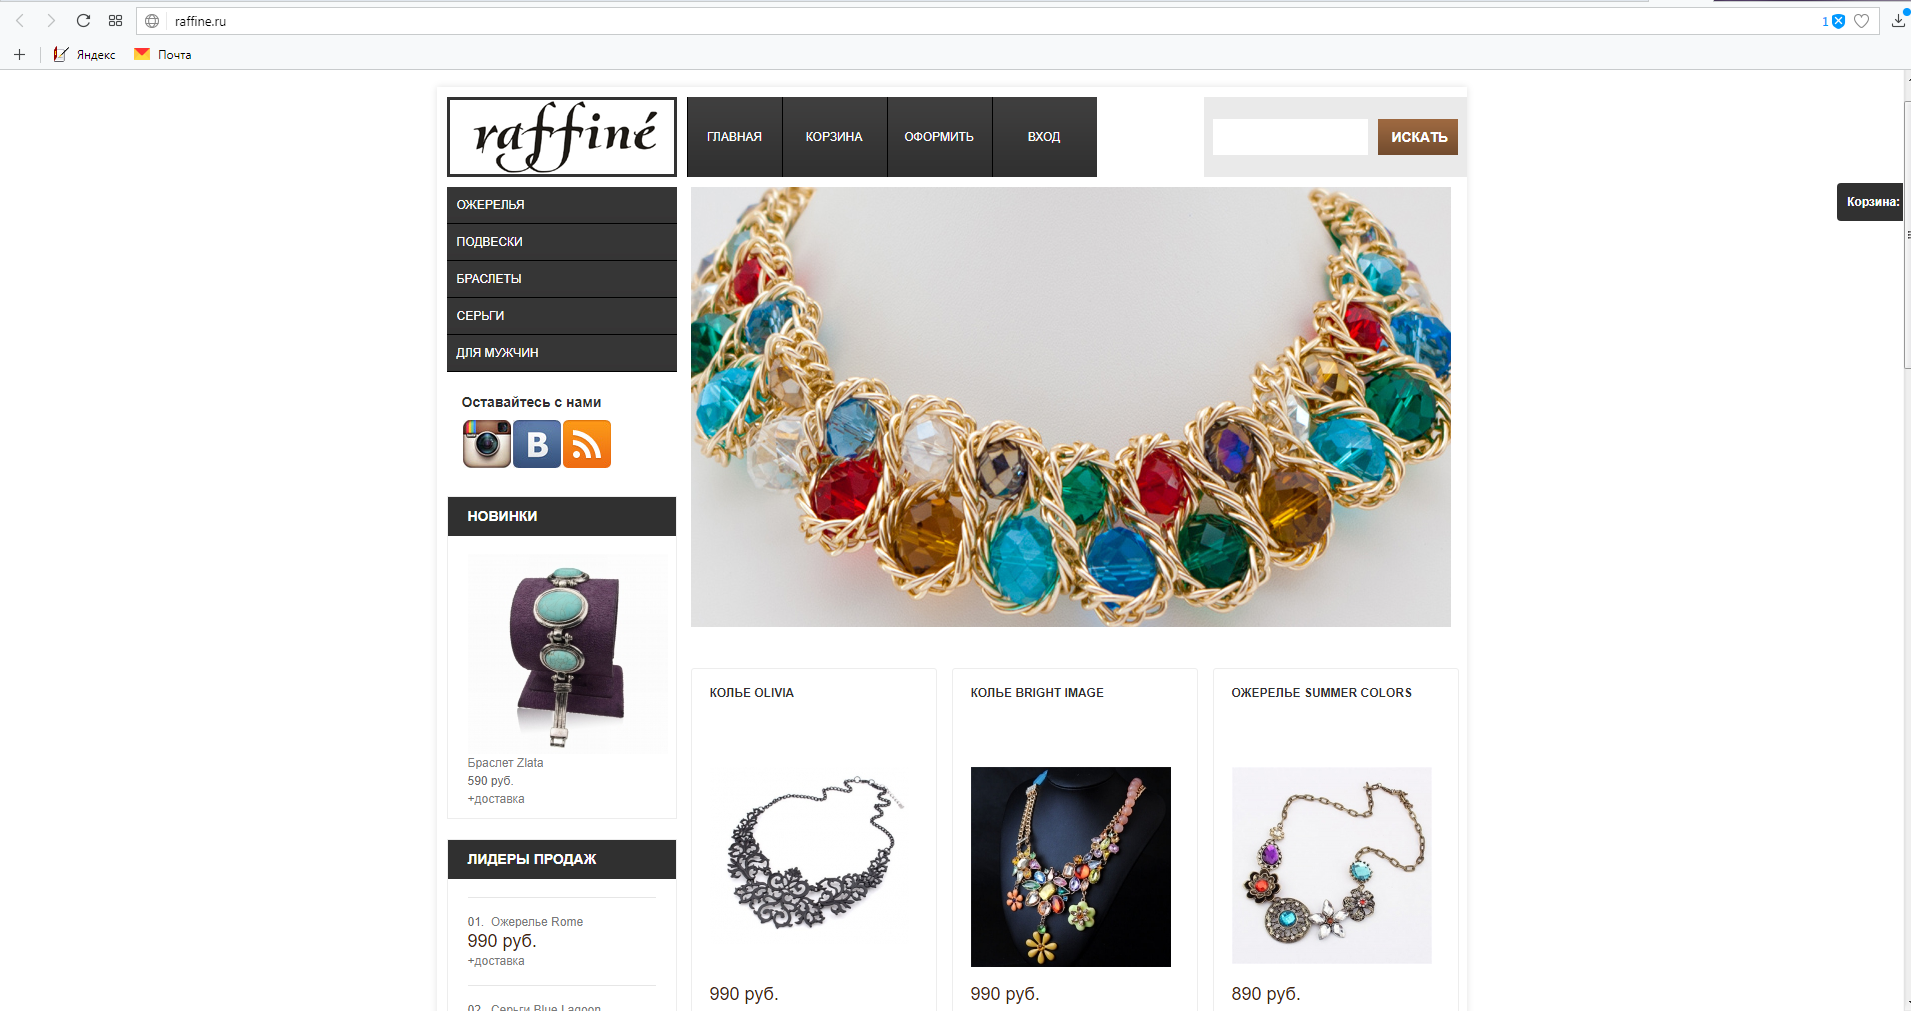 raffine.ru
1
Яндекс
Почта
raffiné
ГЛАВНАЯ
КОРЗИНА
ОФОРМИТЬ
ВХОД
ИСКАТЬ
Корзина:
ОЖЕРЕЛЬЯ
ПОДВЕСКИ
БРАСЛЕТЫ
СЕРЬГИ
ДЛЯ МУЖЧИН
Оставайтесь с нами
B
НОВИНКИ
Браслет Zlata
590 руб.
+доставка
ЛИДЕРЫ ПРОДАЖ
01. Ожерелье Rome
990 руб.
+доставка
02. Серьги Blue Lagoon
КОЛЬЕ OLIVIA
990 руб.
КОЛЬЕ BRIGHT IMAGE
990 руб.
ОЖЕРЕЛЬЕ SUMMER COLORS
890 руб.